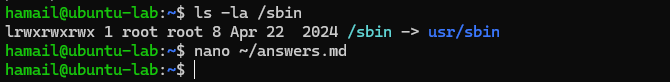 hamail@ubuntu-lab:~$ ls -la /sbin
lrwxrwxrwx 1 root root 8 Apr 22  2024 /sbin -> usr/sbin
hamail@ubuntu-lab:~$ nano ~/answers.md
hamail@ubuntu-lab:~$